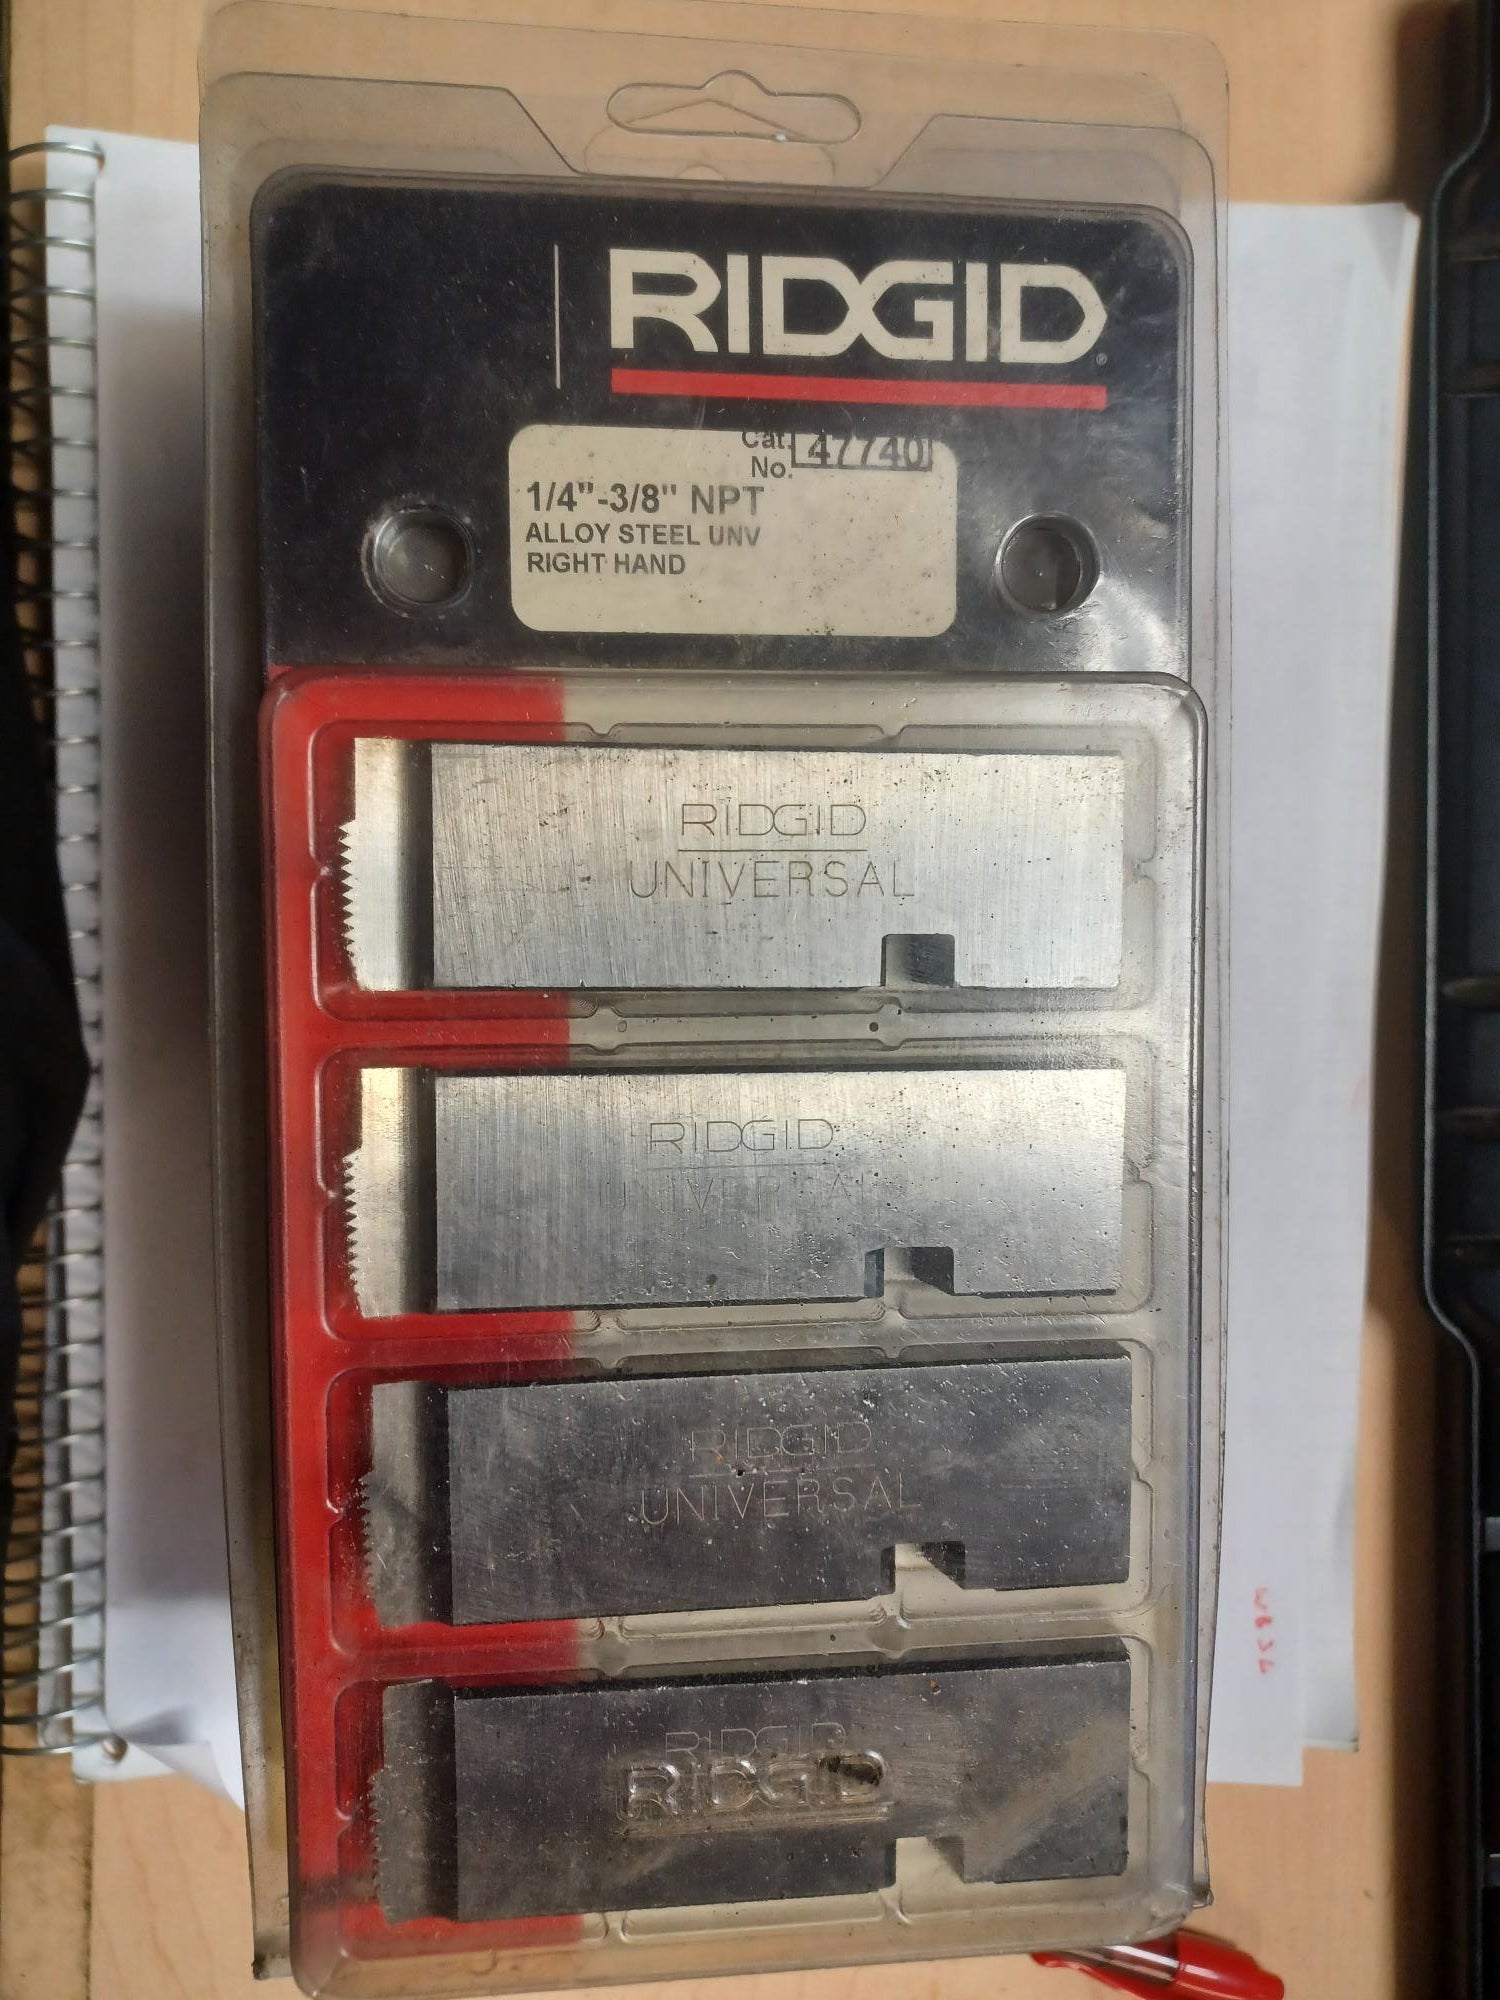 RIDGID
Cat. 47740
No.
1/4"-3/8" NPT
ALLOY STEEL UNV
RIGHT HAND
RIDGID
UNIVERSAL
RIDGID
UNIVERSAL
RIDGID
UNIVERSAL
RIDGID
RIDGID